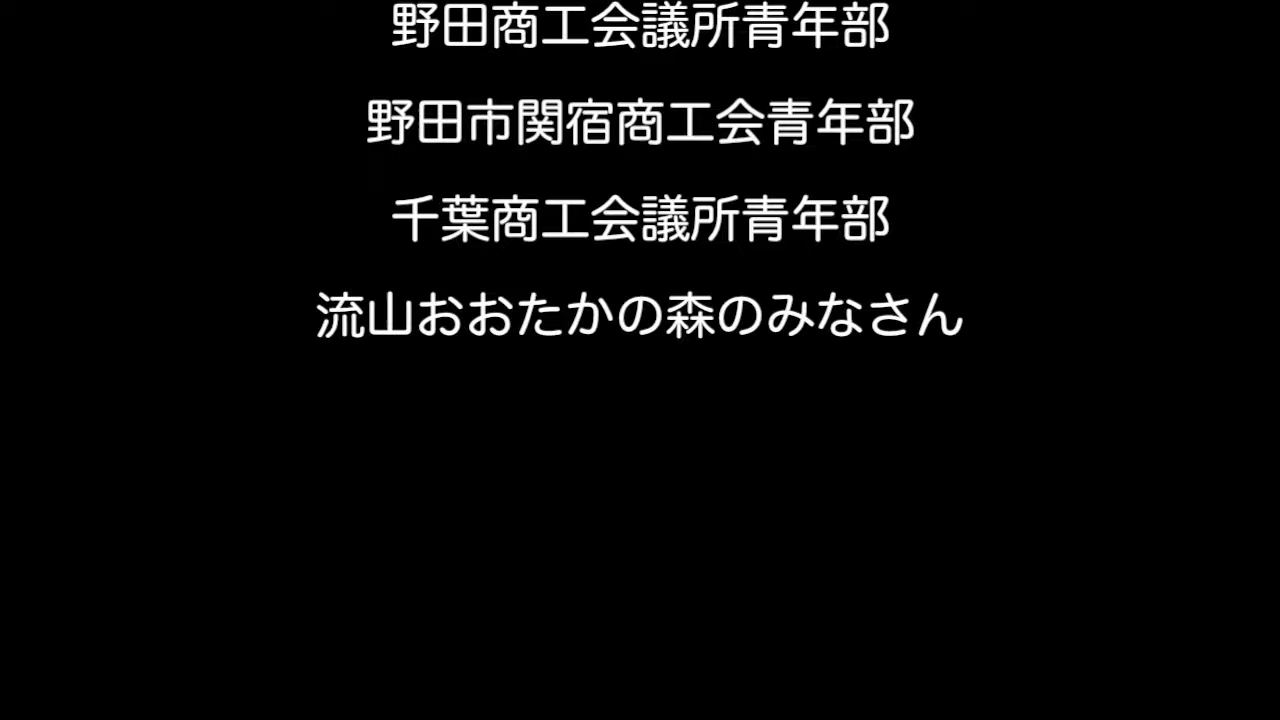 野田商工会議所青年部
野田市関宿商工会青年部
千葉商工会議所青年部
流山おおたかの森のみなさん